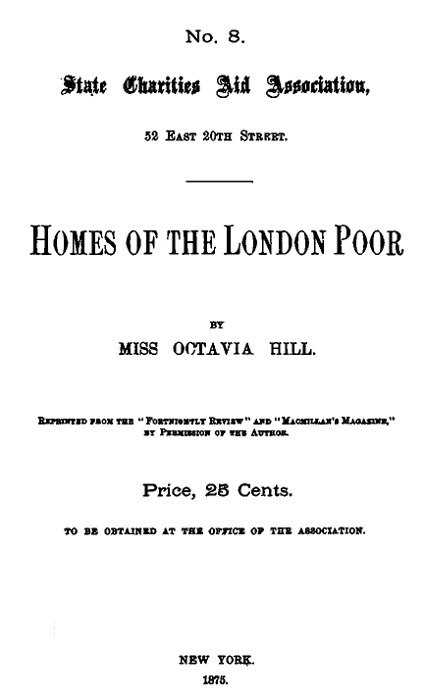 No. 8.
State Charities Aid Association,
52 East 20th Street.
Homes of the London Poor
BY
MISS OCTAVIA HILL.
Reprinted from the "Fortnightly Review" and "Macmillan's Magazine,"
by Permission of the Author.
Price, 25 Cents.
TO BE OBTAINED AT THE OFFICE OF THE ASSOCIATION.
NEW YORK.
1875.